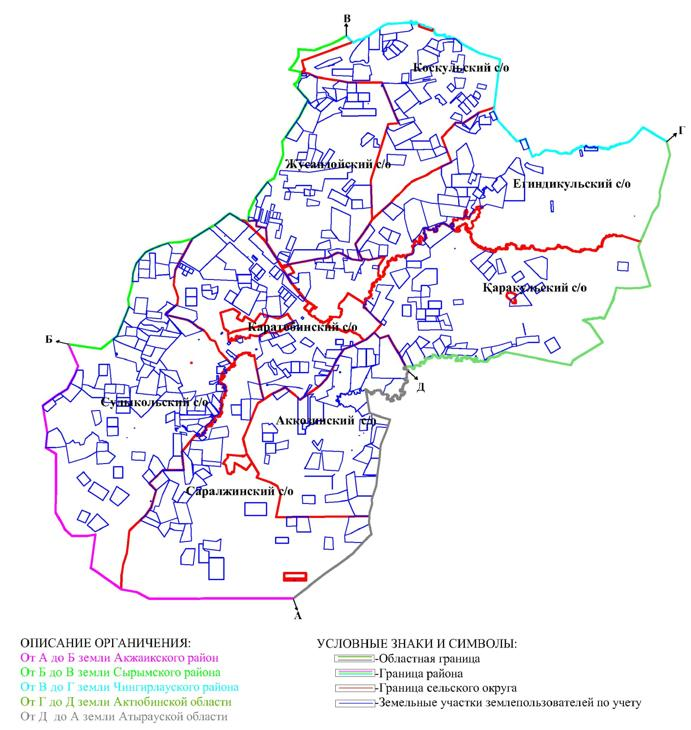 В
Коскульский с/о
Г
Жусандойский с/о
Егиндикульский с/о
Каракульский с/о
Каратобинский с/о
Б
Д
Сулыкольский с/о
Аккозинский с/о
Саралжинский с/о
А
ОПИСАНИЕ ОРГАНИЧЕНИЯ:
От А до Б земли Акжаикского район
От Б до В земли Сырымского района
От В до Г земли Чингирлауского района
От Г до Д земли Актюбинской области
От Д до А земли Атырауской области
УСЛОВНЫЕ ЗНАКИ И СИМВОЛЫ:
-Областная граница
-Граница района
-Граница сельского округа
-Земельные участки землепользователей по учету